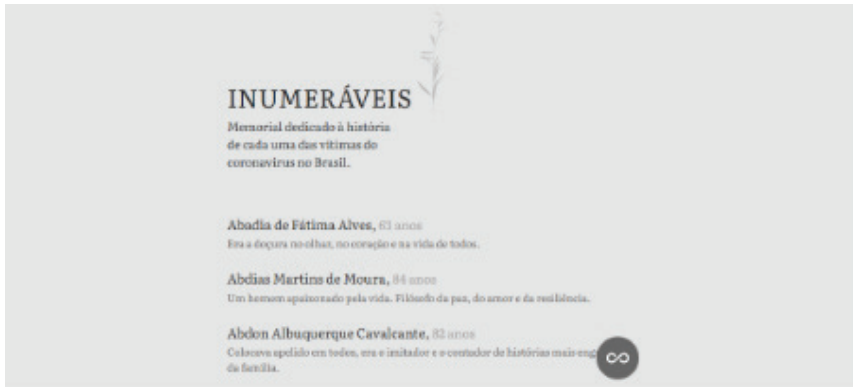 INUMERÁVEIS
Memorial dedicado à história
de cada uma das vítimas do
coronavírus no Brasil.
Abadia de Fátima Alves, 63 anos
Era a doçura no olhar, no coração e na vida de todos.
Abdias Martins de Moura, 84 anos
Um homem apaixonado pela vida. Filósofo da paz, do amor e da resiliência.
Abdon Albuquerque Cavalcante, 82 anos
Colocava apelido em todos, era o imitador e o contador de histórias mais
da família.